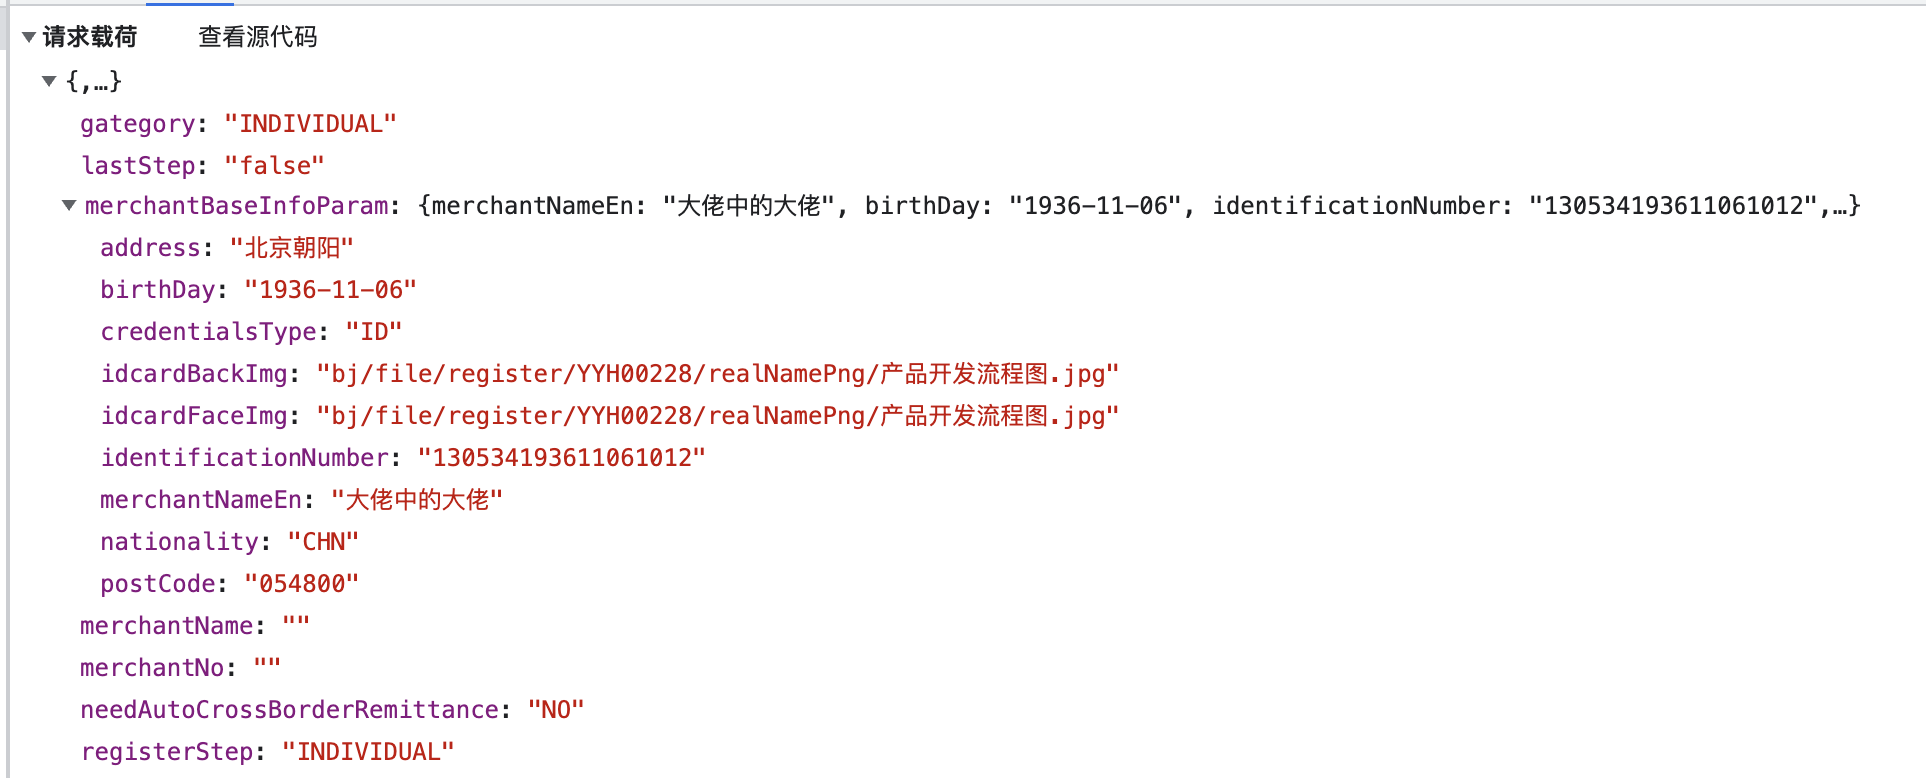 请求载荷 查看源代码
{,…}
gategory: "INDIVIDUAL"
lastStep: "false"
merchantBaseInfoParam: {merchantNameEn: "大佬中的大佬", birthDay: "1936-11-06", identificationNumber: "130534193611061012",…}
address: "北京朝阳"
birthDay: "1936-11-06"
credentialsType: "ID"
idcardBackImg: "bj/file/register/YYH00228/realNamePng/产品开发流程图.jpg"
idcardFaceImg: "bj/file/register/YYH00228/realNamePng/产品开发流程图.jpg"
identificationNumber: "130534193611061012"
merchantNameEn: "大佬中的大佬"
nationality: "CHN"
postCode: "054800"
merchantName: ""
merchantNo: ""
needAutoCrossBorderRemittance: "NO"
registerStep: "INDIVIDUAL"